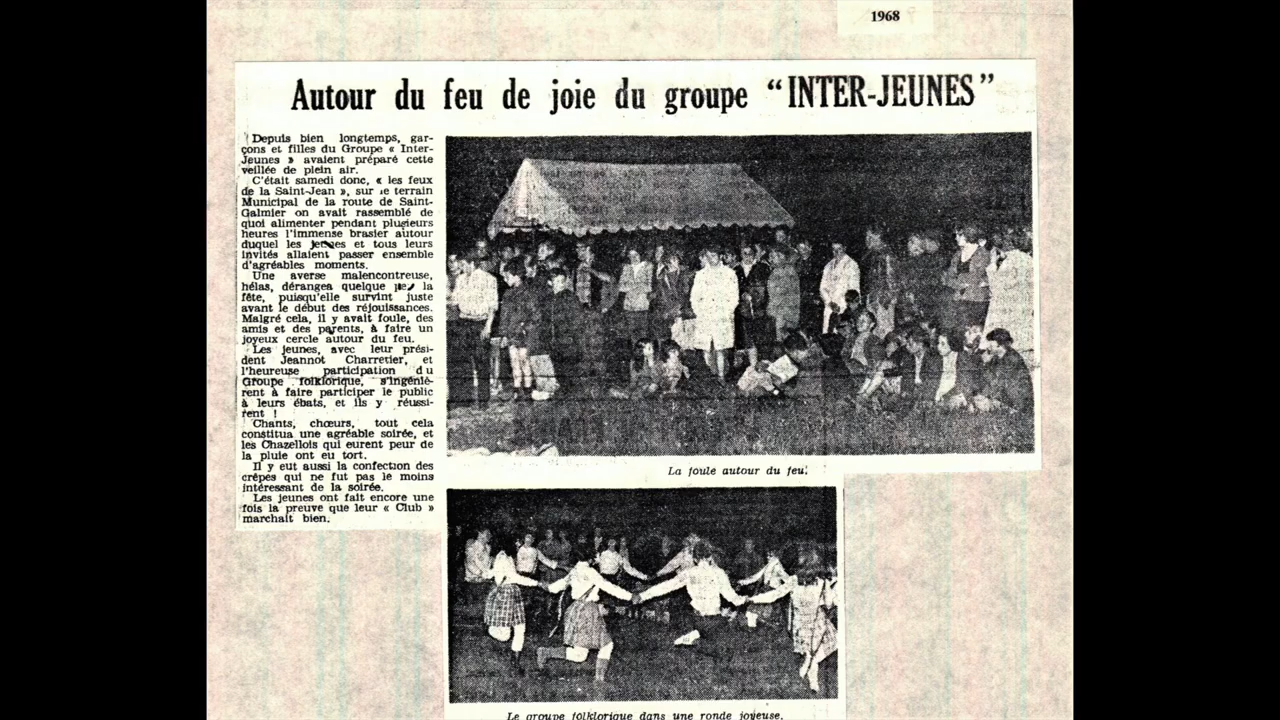 1968
Autour du feu de joie du groupe “INTER-JEUNES”
Depuis bien longtemps, gar-
çons et filles du Groupe « Inter-
Jeunes » avaient préparé cette
veillée de plein air.
C'était samedi donc, « les feux
de la Saint-Jean », sur le terrain
Municipal de la route de Saint-
Galmier on avait rassemblé de
quoi alimenter pendant plusieurs
heures l'immense brasier autour
duquel les jeunes et tous leurs
invités allaient passer ensemble
d'agréables moments.
Une averse malencontreuse,
hélas, dérangea quelque peu la
fête, puisqu'elle survint juste
avant le début des réjouissances.
Malgré cela, il y avait foule, des
amis et des parents, à faire un
joyeux cercle autour du feu.
Les jeunes, avec leur prési-
dent Jeannot Charretier, et
l'heureuse participation du
Groupe folklorique, s'ingéniè-
rent à faire participer le public
à leurs ébats, et ils y réussi-
rent !
Chants, chœurs, tout cela
constitua une agréable soirée, et
les Chazellois qui eurent peur de
la pluie ont eu tort.
Il y eut aussi la confection des
crêpes qui ne fut pas le moins
intéressant de la soirée.
Les jeunes ont fait encore une
fois la preuve que leur « Club »
marchait bien.
La foule autour du feu.
Le groupe folklorique dans une ronde joyeuse.